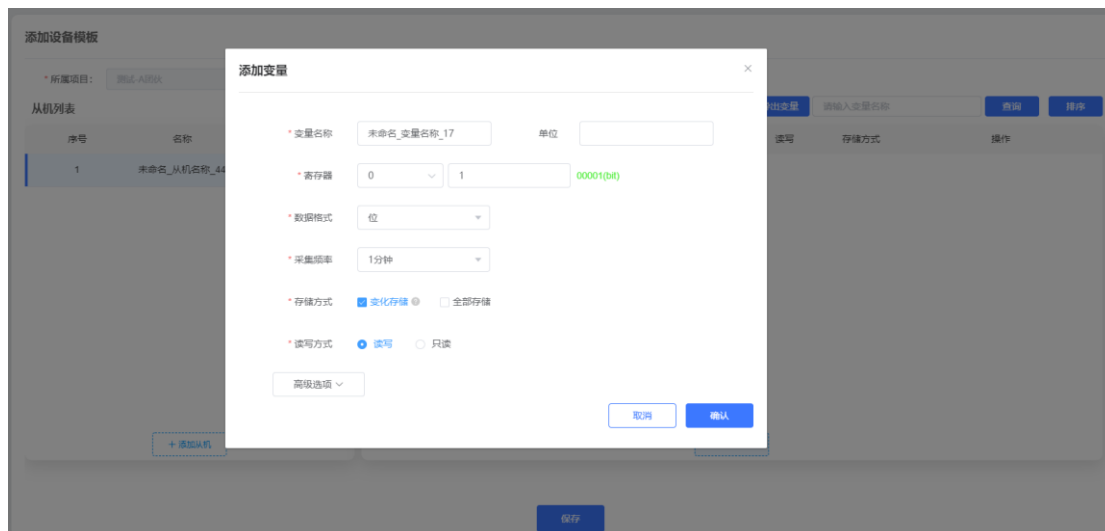 添加设备模板
* 所属项目：
从机列表
序号 名称
1 未命名_从机名称_44
+ 添加从机
添加变量 ×
* 变量名称 未命名_变量名称_17 单位
* 寄存器 0 1 00001(bit)
* 数据格式 位
* 采集频率 1分钟
* 存储方式 变化存储 全部存储
* 读写方式 读写 只读
高级选项
取消 确认
出变量 请输入变量名称 查询 排序
读写 存储方式 操作
保存